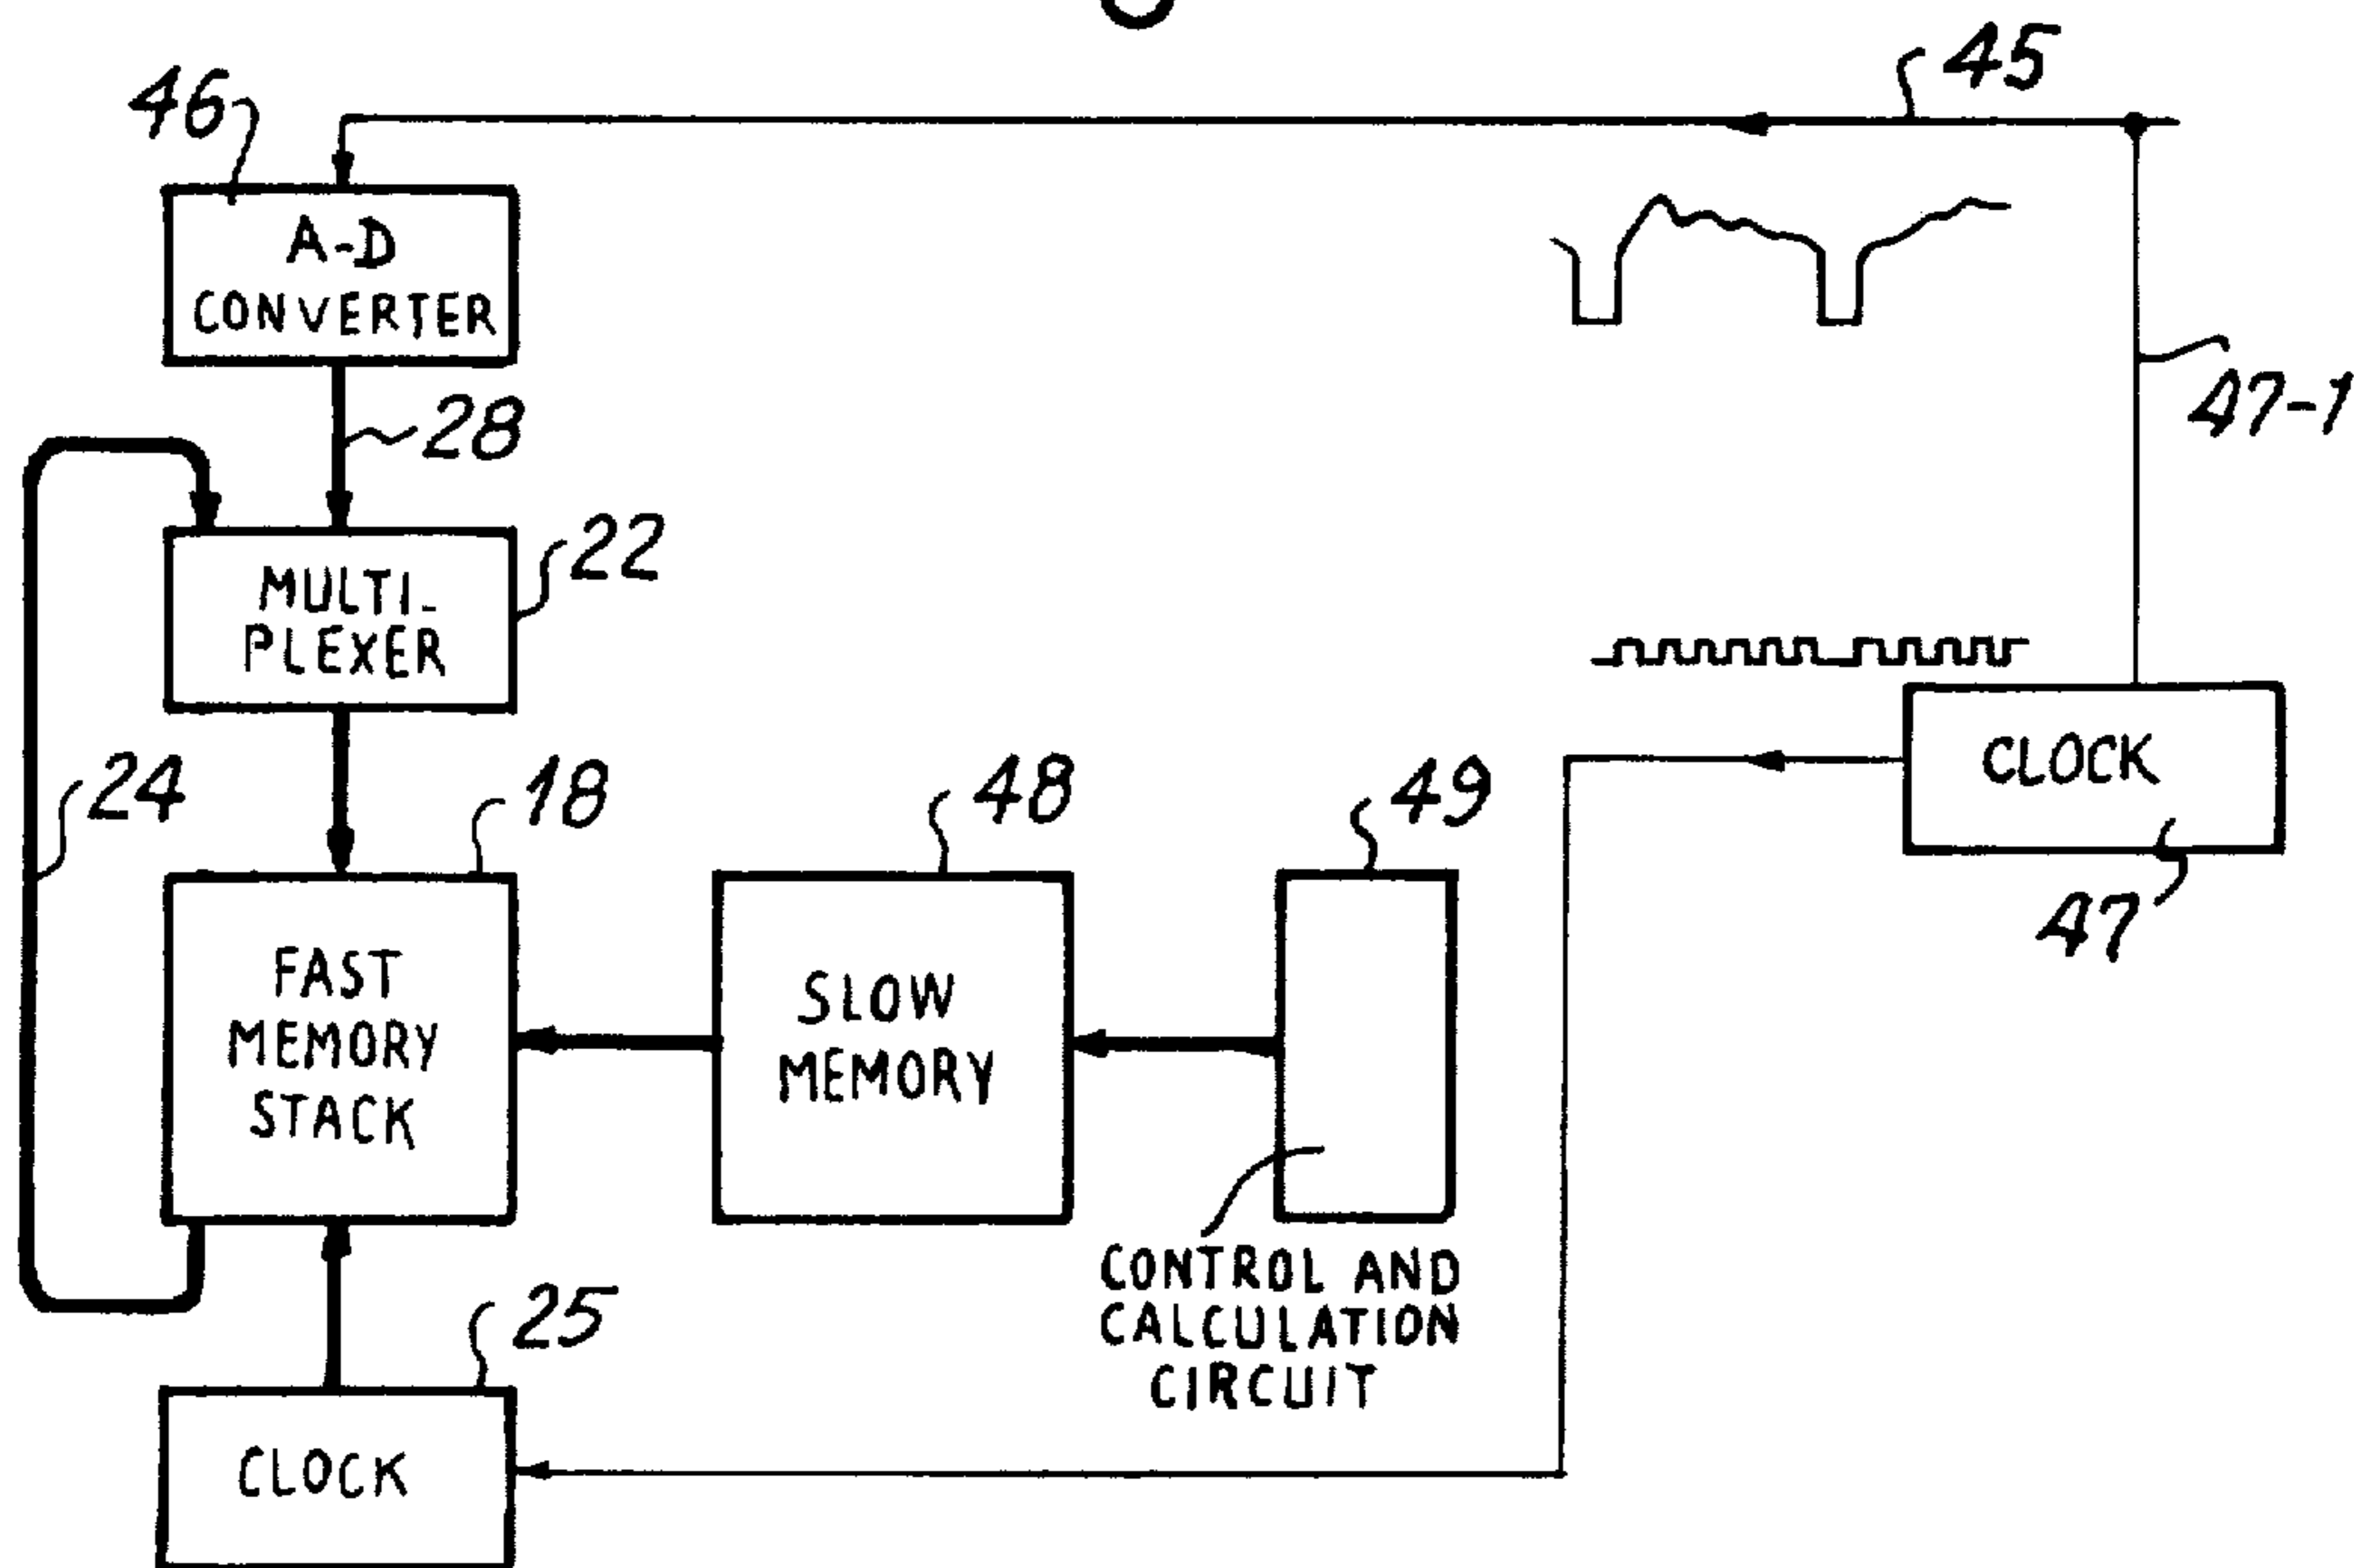 45
46
A-D
CONVERTER
47-1
28
22
MULTI-
PLEXER
CLOCK
24
18
48
49
47
FAST
MEMORY
STACK
SLOW
MEMORY
CONTROL AND
CALCULATION
CIRCUIT
25
CLOCK